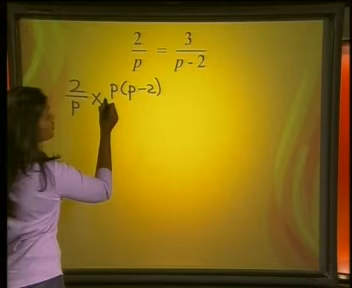 2/p = 3/(p - 2)
2/p × p(p-2)